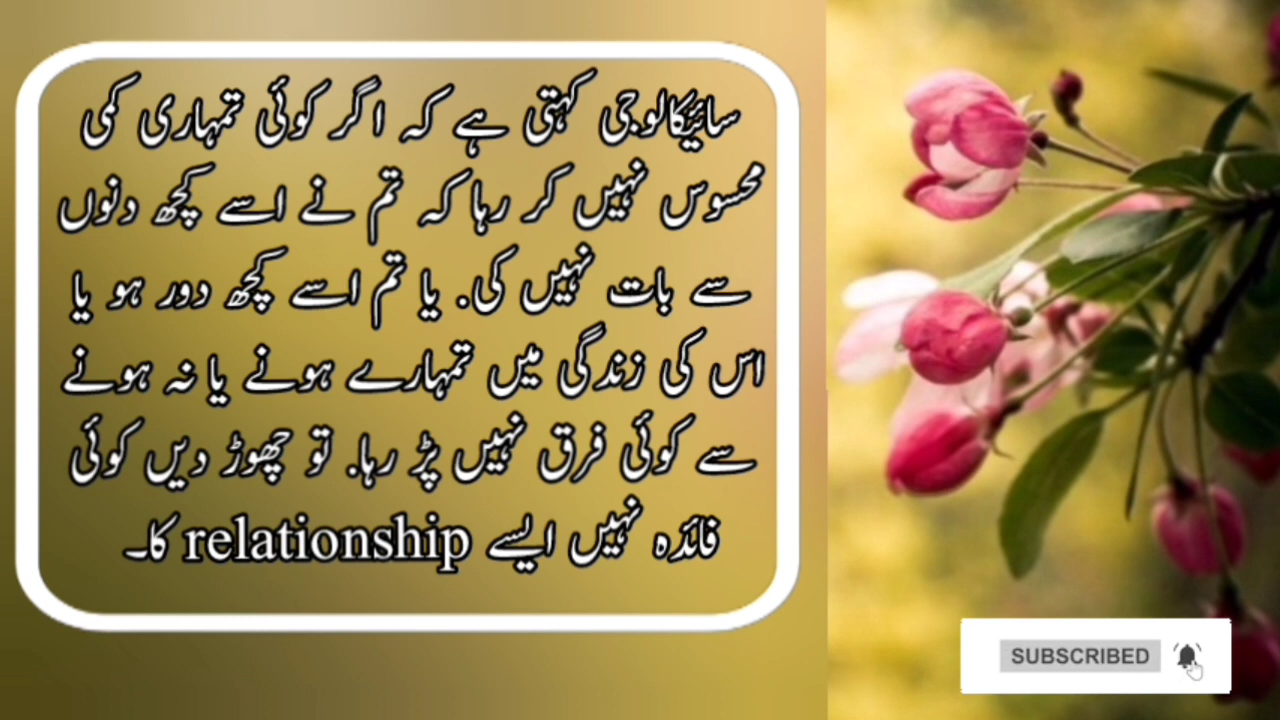 سائیکالوجی کہتی ہے کہ اگر کوئی تمہاری کمی
محسوس نہیں کر رہا کہ تم نے اسے کچھ دنوں
سے بات نہیں کی. یا تم اسے کچھ دور ہو یا
اس کی زندگی میں تمہارے ہونے یا نہ ہونے
سے کوئی فرق نہیں پڑ رہا. تو چھوڑ دیں کوئی
فائدہ نہیں ایسے relationship کا۔
SUBSCRIBED